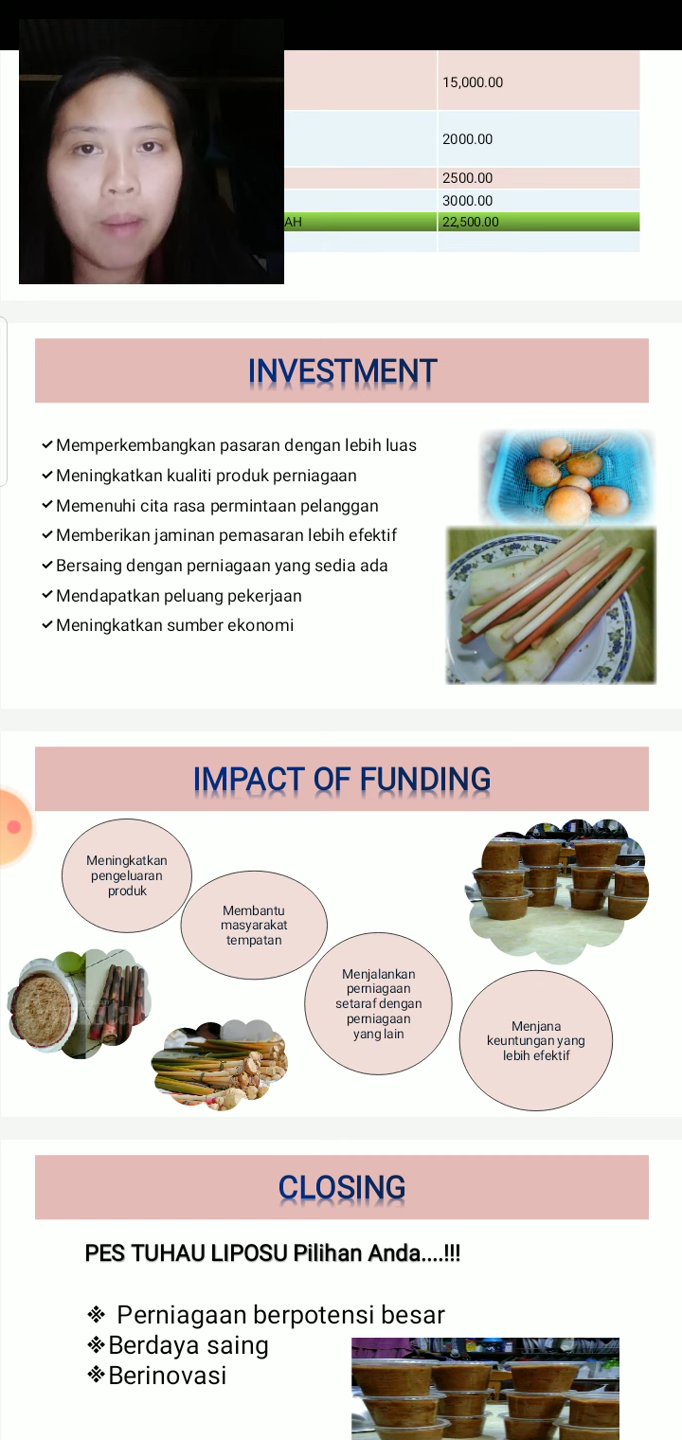 15,000.00
2000.00
2500.00
3000.00
AH 22,500.00
INVESTMENT
✔Memperkembangkan pasaran dengan lebih luas
✔Meningkatkan kualiti produk perniagaan
✔Memenuhi cita rasa permintaan pelanggan
✔Memberikan jaminan pemasaran lebih efektif
✔Bersaing dengan perniagaan yang sedia ada
✔Mendapatkan peluang pekerjaan
✔Meningkatkan sumber ekonomi
IMPACT OF FUNDING
Meningkatkan
pengeluaran
produk
Membantu
masyarakat
tempatan
Menjalankan
perniagaan
setaraf dengan
perniagaan
yang lain
Menjana
keuntungan yang
lebih efektif
CLOSING
PES TUHAU LIPOSU Pilihan Anda....!!!
❖ Perniagaan berpotensi besar
❖Berdaya saing
❖Berinovasi